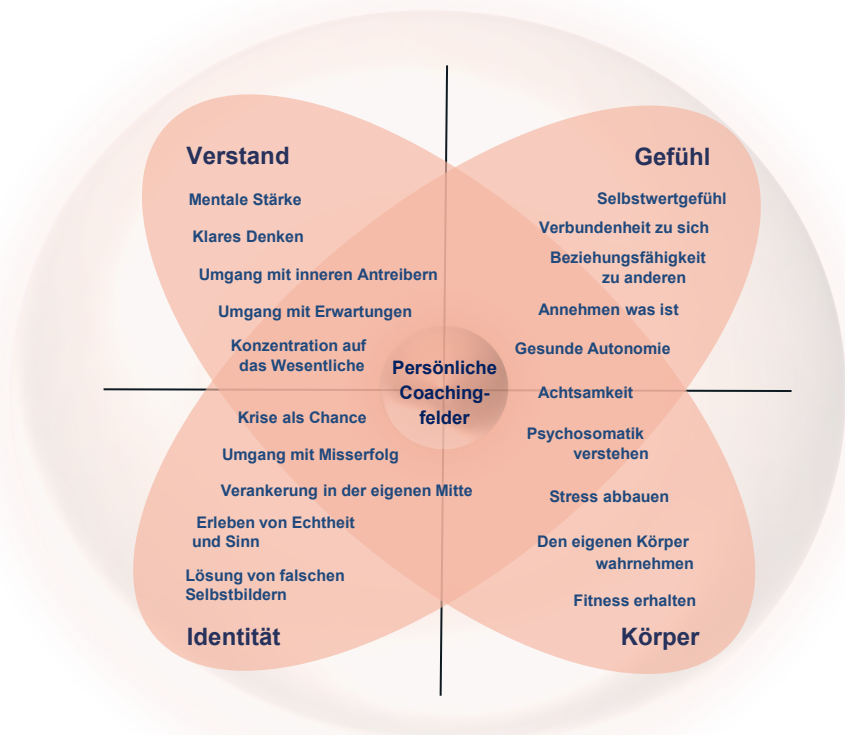 Verstand
Mentale Stärke
Klares Denken
Umgang mit inneren Antreibern
Umgang mit Erwartungen
Konzentration auf
das Wesentliche
Gefühl
Selbstwertgefühl
Verbundenheit zu sich
Beziehungsfähigkeit
zu anderen
Annehmen was ist
Gesunde Autonomie
Persönliche
Coaching-
felder
Krise als Chance
Umgang mit Misserfolg
Verankerung in der eigenen Mitte
Erleben von Echtheit
und Sinn
Lösung von falschen
Selbstbildern
Identität
Achtsamkeit
Psychosomatik
verstehen
Stress abbauen
Den eigenen Körper
wahrnehmen
Fitness erhalten
Körper